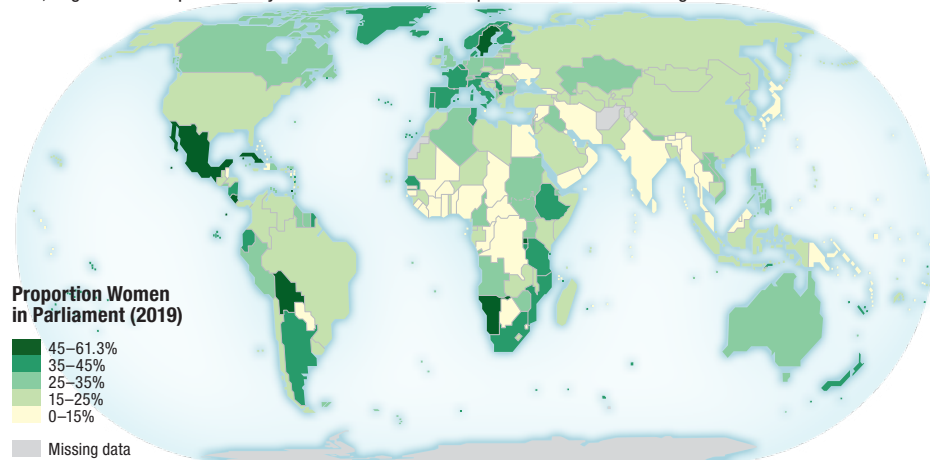 Proportion Women
in Parliament (2019)
45–61.3%
35–45%
25–35%
15–25%
0–15%
Missing data